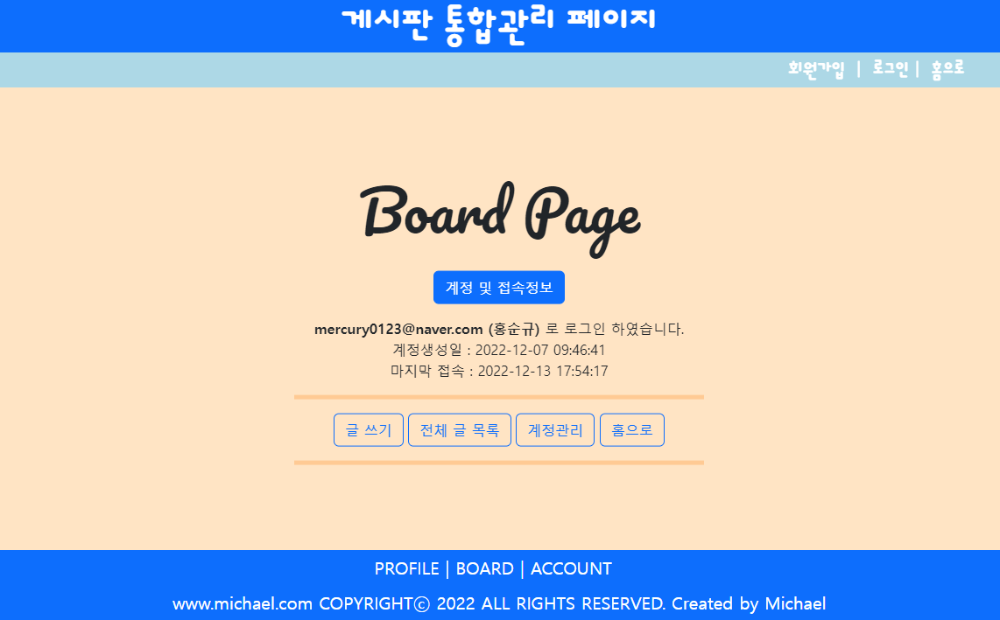 게시판 통합관리 페이지
회원가입 | 로그인 | 홈으로
Board Page
계정 및 접속정보
mercury0123@naver.com (홍순규) 로 로그인 하였습니다.
계정생성일 : 2022-12-07 09:46:41
마지막 접속 : 2022-12-13 17:54:17
글 쓰기 전체 글 목록 계정관리 홈으로
PROFILE | BOARD | ACCOUNT
www.michael.com COPYRIGHTⓒ 2022 ALL RIGHTS RESERVED. Created by Michael